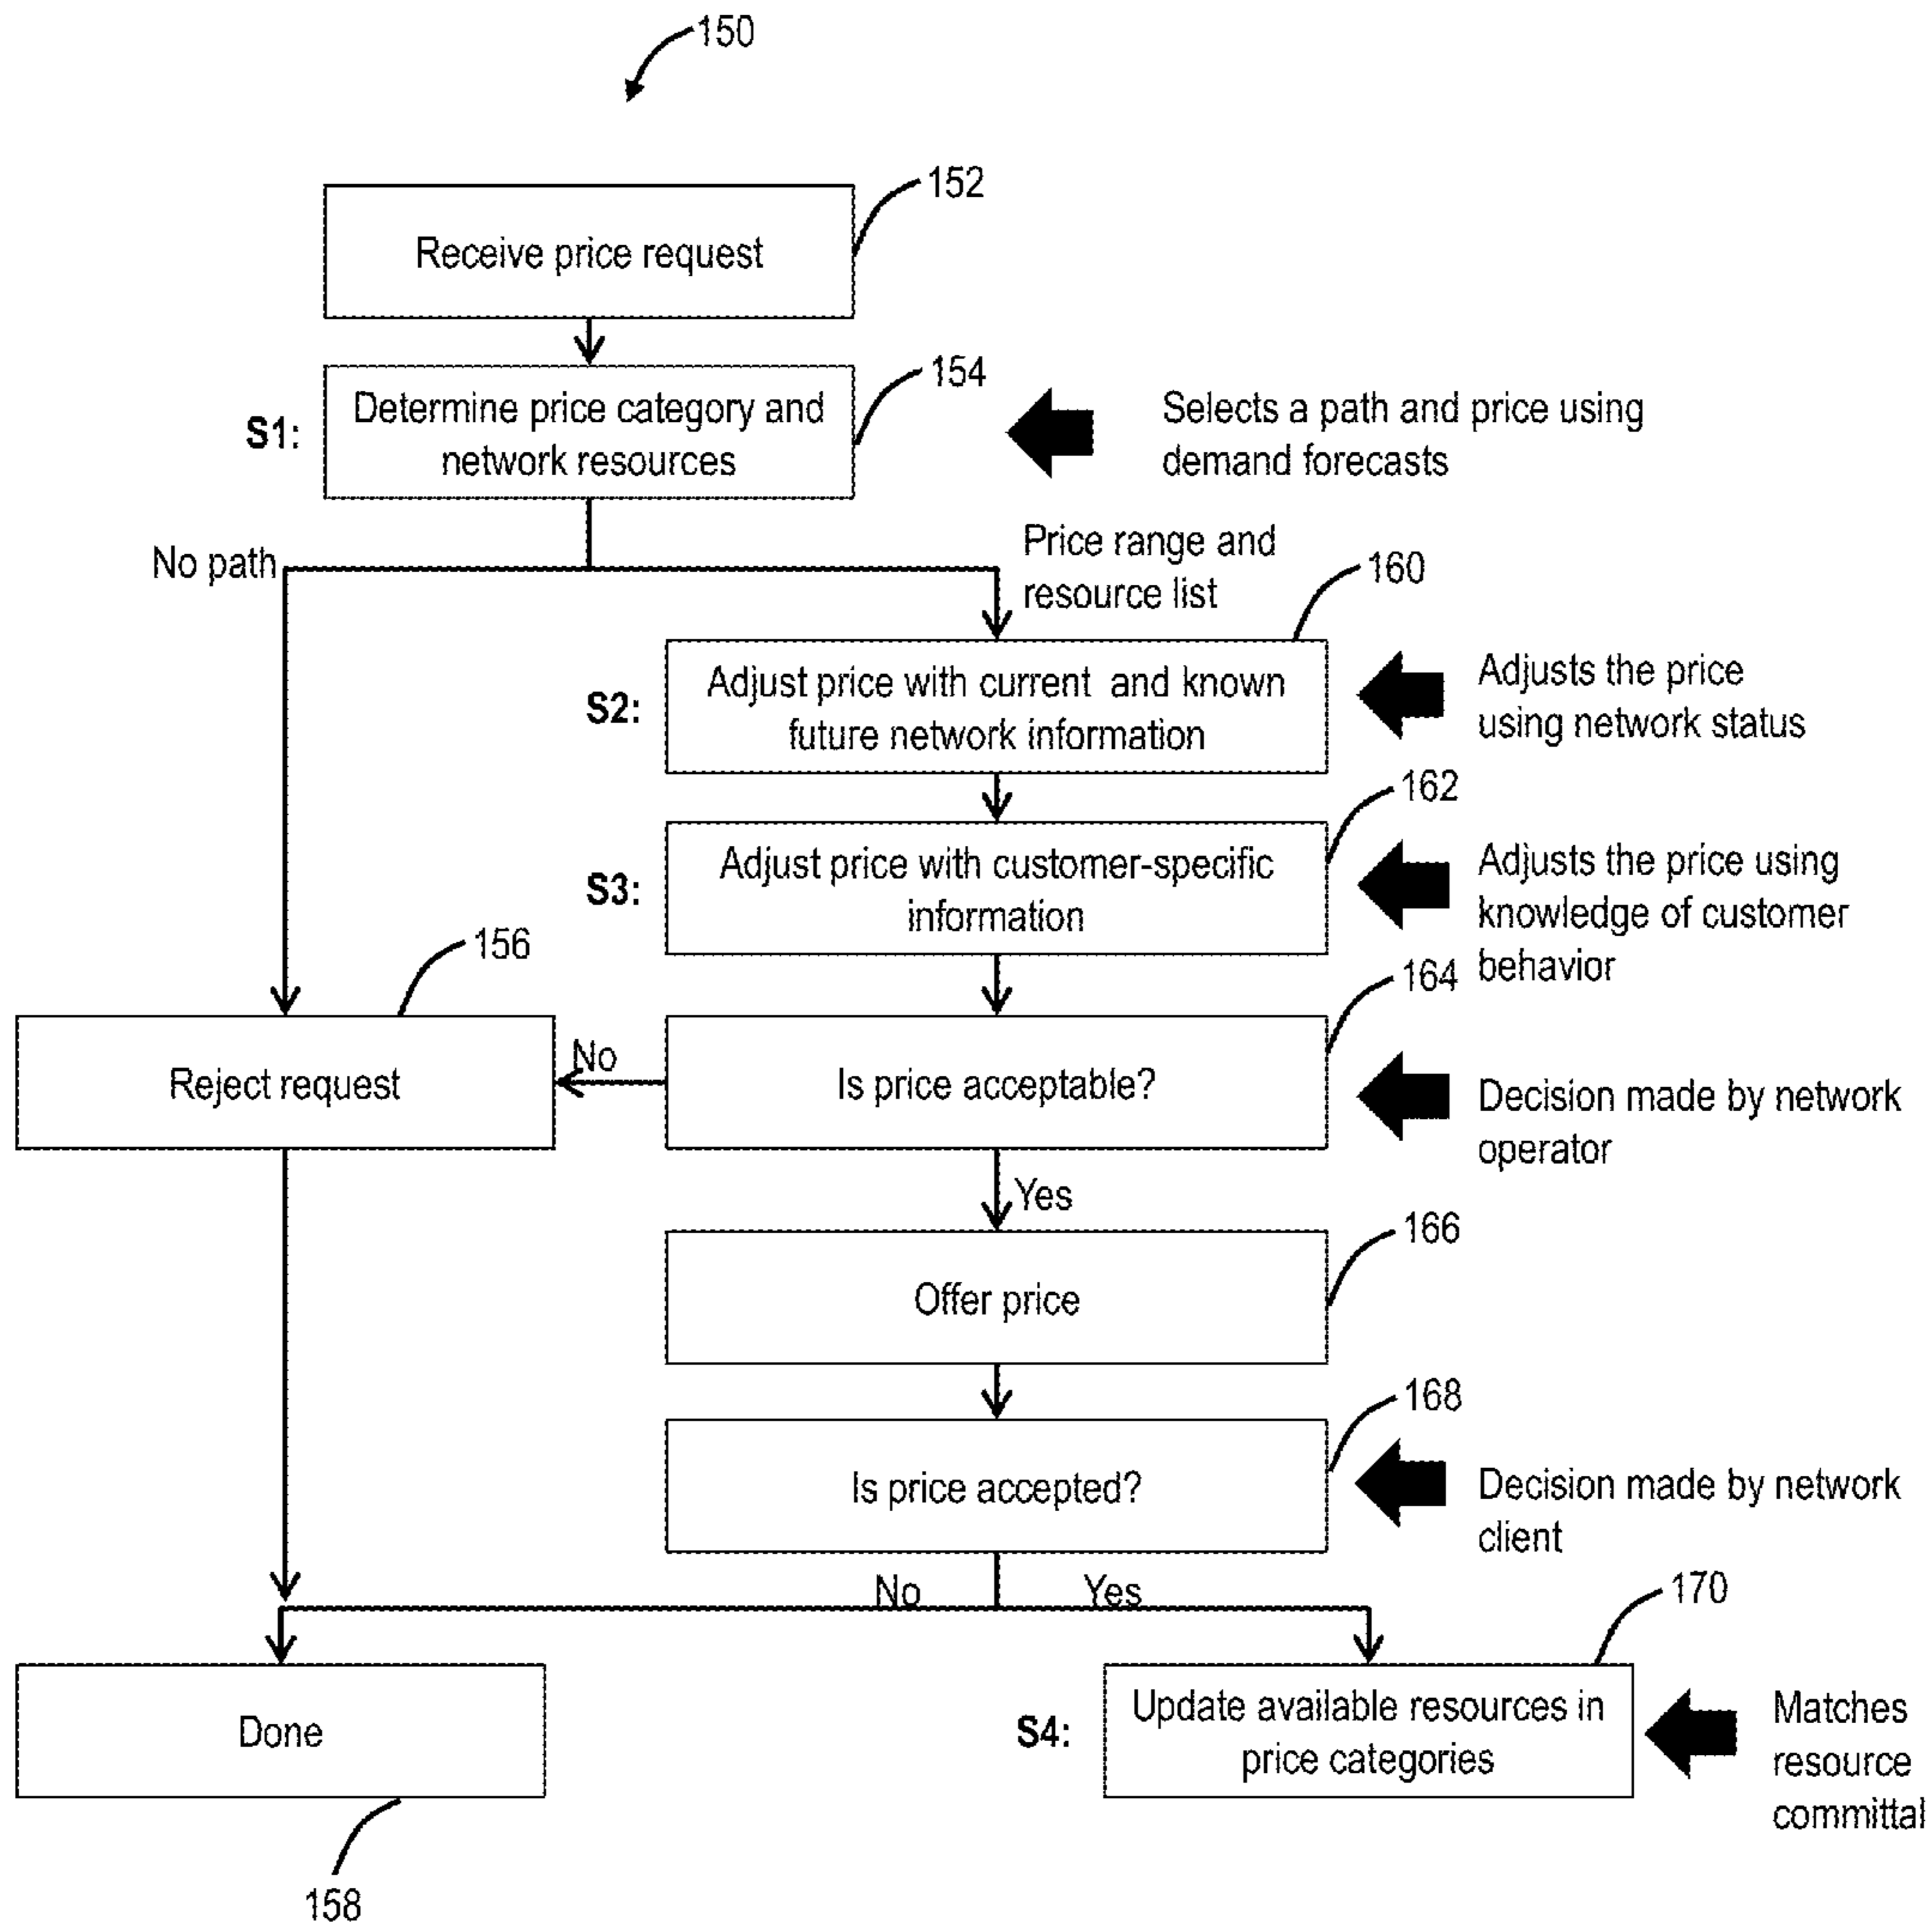 150
152
Receive price request
154
S1:
Determine price category and
network resources
Selects a path and price using
demand forecasts
No path
Price range and
resource list
160
S2:
Adjust price with current and known
future network information
Adjusts the price
using network status
162
S3:
Adjust price with customer-specific
information
Adjusts the price using
knowledge of customer
behavior
156
164
Reject request
No
Is price acceptable?
Decision made by network
operator
Yes
166
Offer price
168
Is price accepted?
Decision made by network
client
No
Yes
170
Done
S4:
Update available resources in
price categories
Matches
resource
committal
158